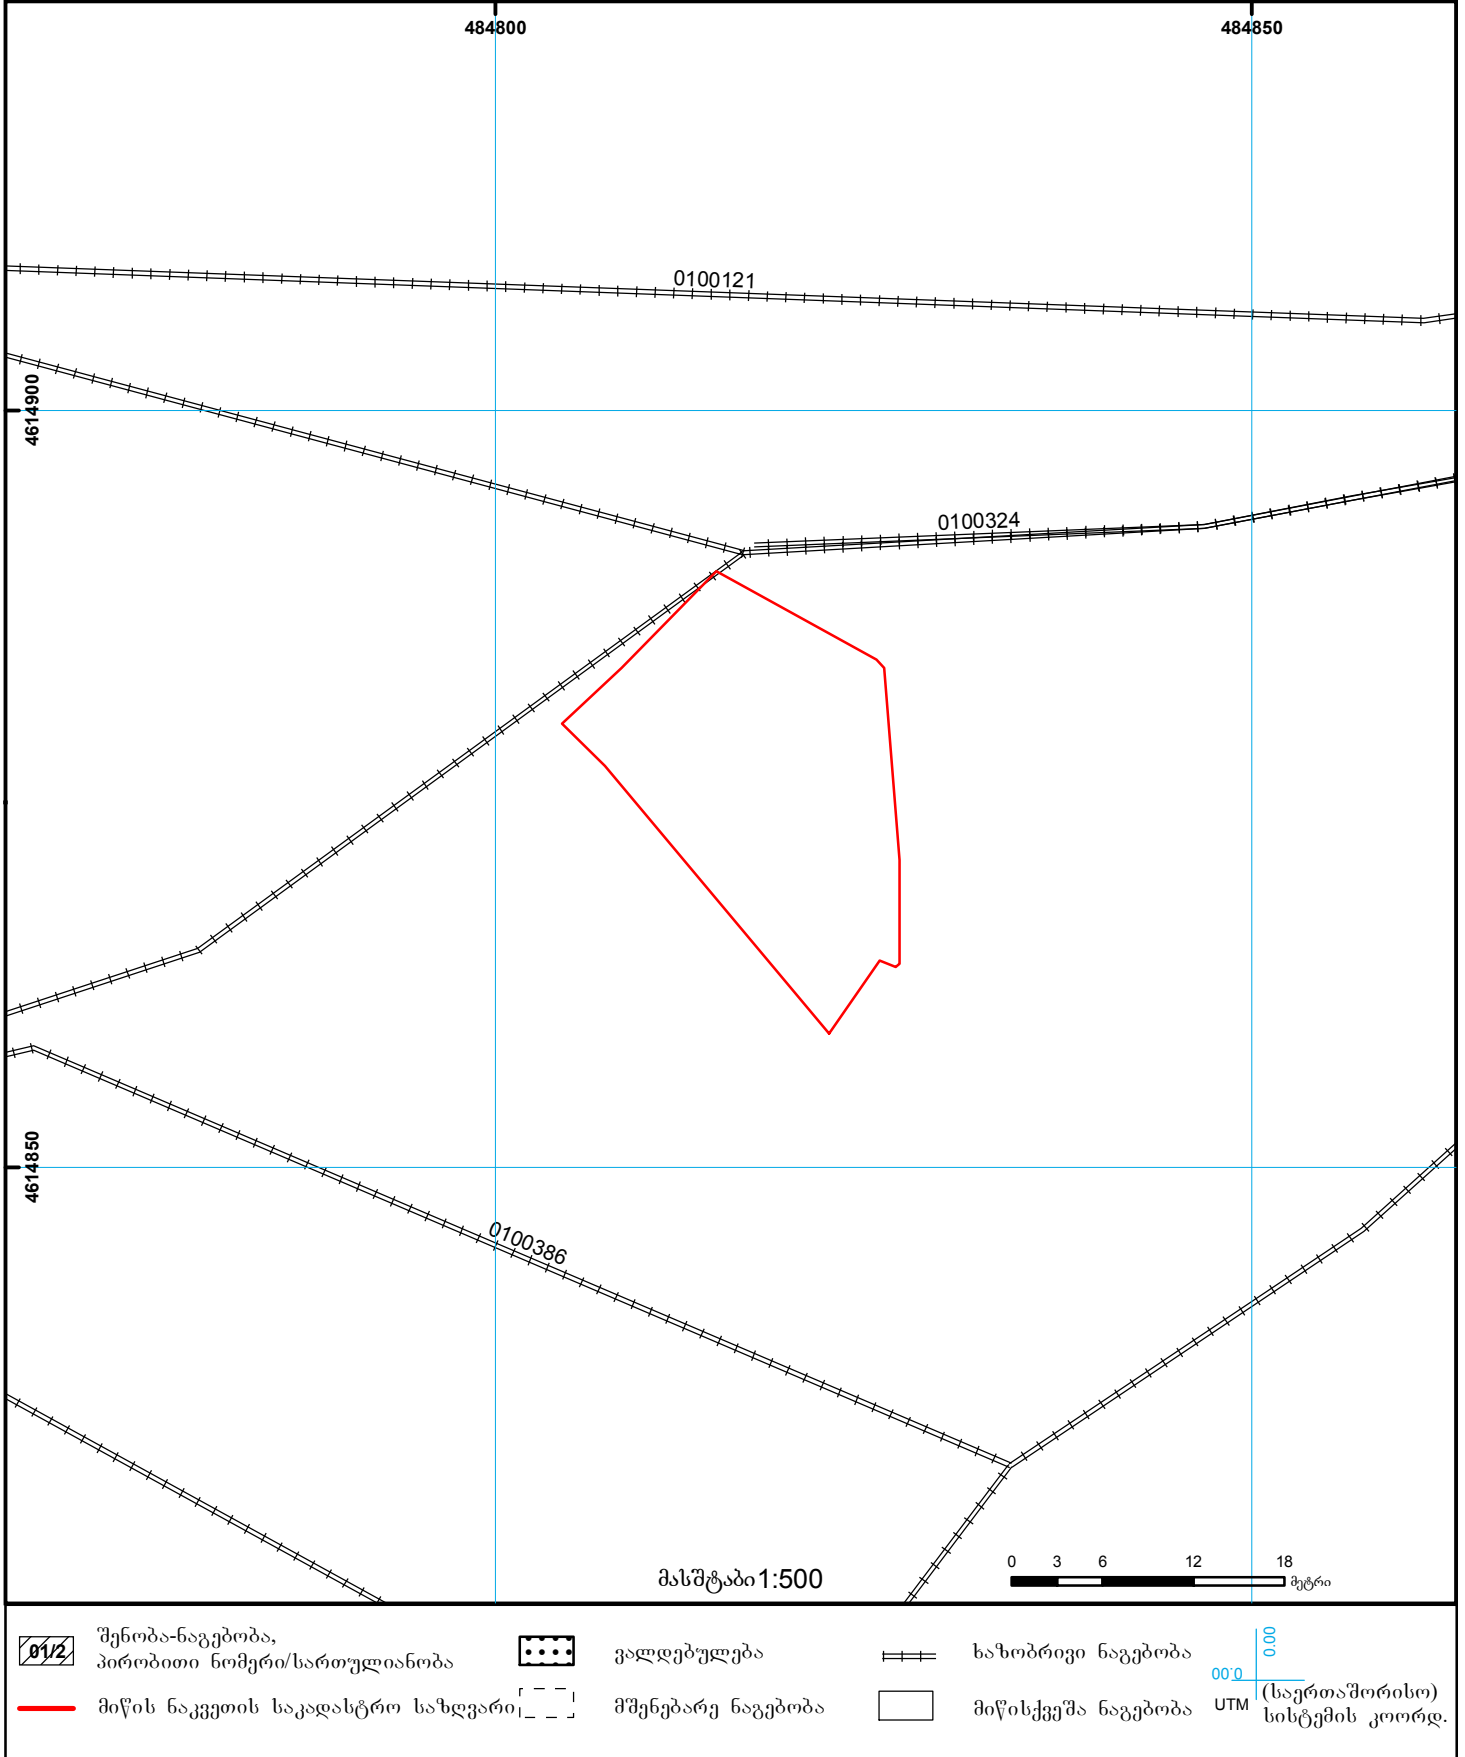 484800
484850
0100121
4614900
0100324
4614850
0100386
მასშტაბი 1:500
0 3 6 12 18
მეტრი
01/2
შენობა-ნაგებობა,
პირობითი ნომერი/სართულიანობა
ვალდებულება
ხაზობრივი ნაგებობა
00.0
00.0
მიწის ნაკვეთის საკადასტრო საზღვარი
მშენებარე ნაგებობა
მიწისქვეშა ნაგებობა
UTM
(საერთაშორისო)
სისტემის კოორდ.